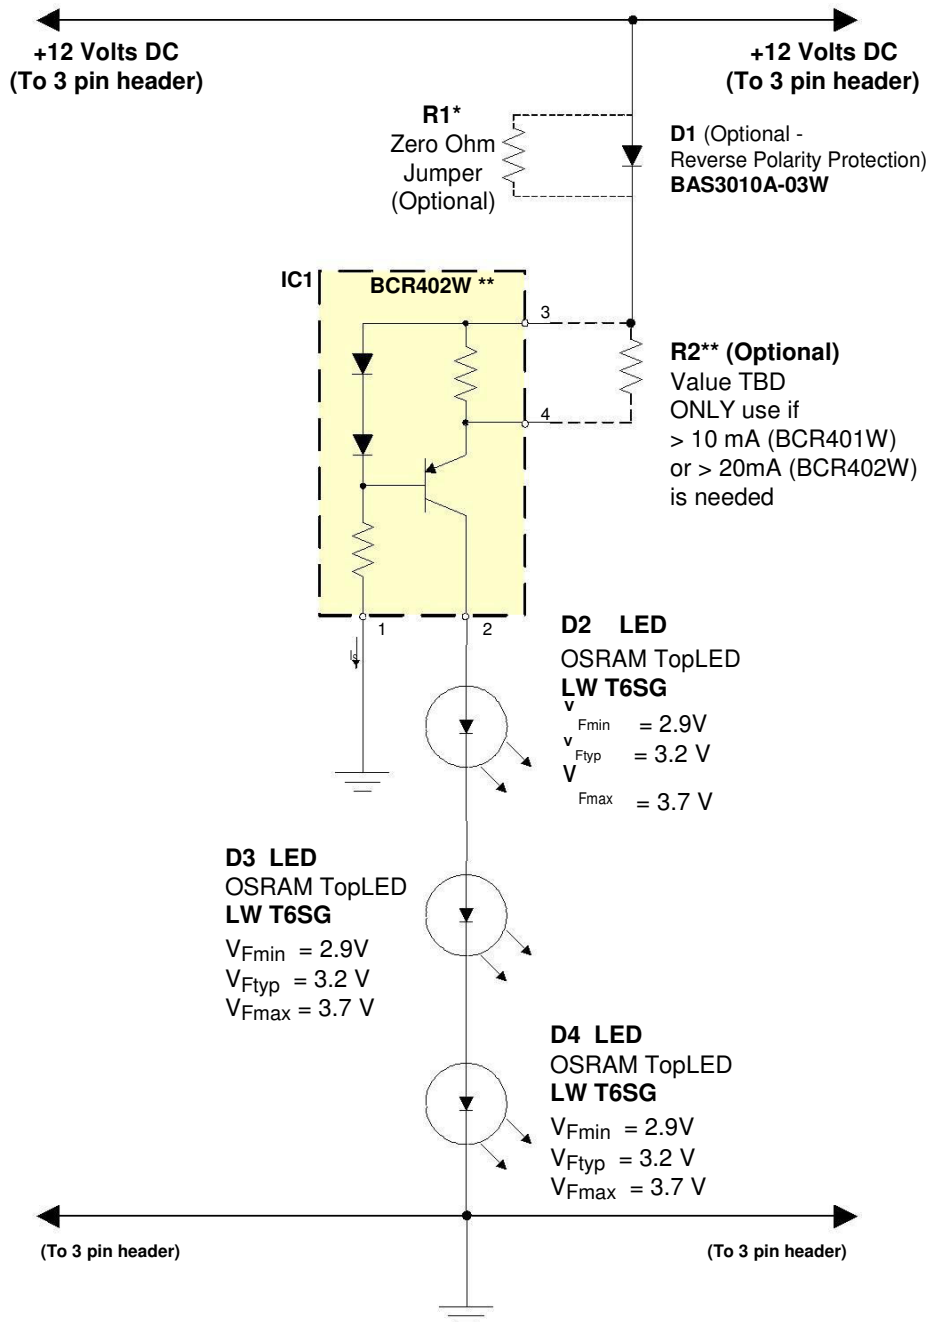 +12 Volts DC
(To 3 pin header)
+12 Volts DC
(To 3 pin header)
R1*
Zero Ohm
Jumper
(Optional)
D1 (Optional -
Reverse Polarity Protection)
BAS3010A-03W
IC1
BCR402W **
3
4
R2** (Optional)
Value TBD
ONLY use if
> 10 mA (BCR401W)
or > 20mA (BCR402W)
is needed
1
2
Is
D2 LED
OSRAM TopLED
LW T6SG
VFmin = 2.9V
VFtyp = 3.2 V
VFmax = 3.7 V
D3 LED
OSRAM TopLED
LW T6SG
VFmin = 2.9V
VFtyp = 3.2 V
VFmax = 3.7 V
D4 LED
OSRAM TopLED
LW T6SG
VFmin = 2.9V
VFtyp = 3.2 V
VFmax = 3.7 V
(To 3 pin header)
(To 3 pin header)